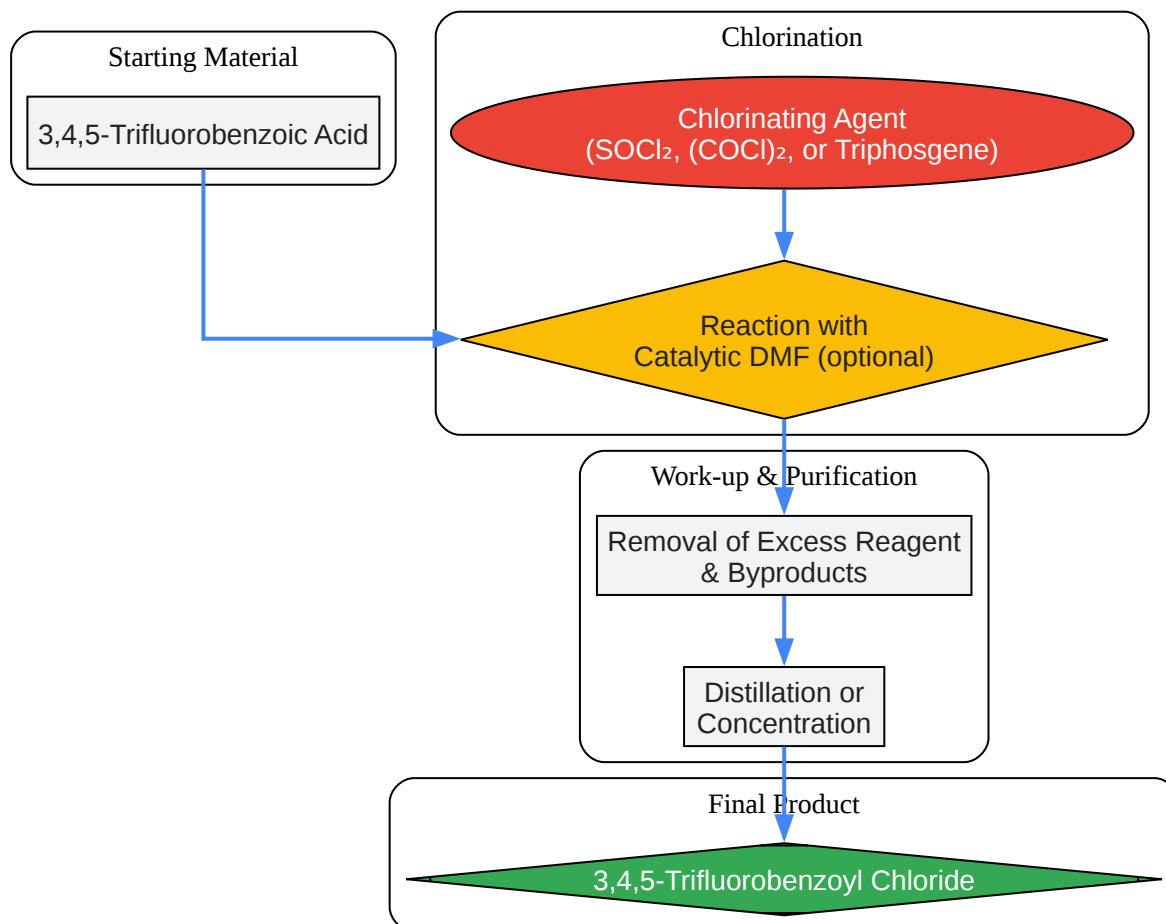 Starting Material
3,4,5-Trifluorobenzoic Acid
Chlorination
Chlorinating Agent
(SOCl₂, (COCl)₂, or Triphosgene)
Reaction with
Catalytic DMF (optional)
Work-up & Purification
Removal of Excess Reagent
& Byproducts
Distillation or
Concentration
Final Product
3,4,5-Trifluorobenzoyl Chloride